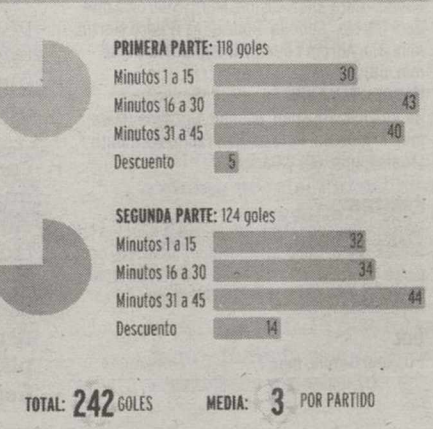 PRIMERA PARTE: 118 goles
Minutos 1 a 15 30
Minutos 16 a 30 43
Minutos 31 a 45 40
Descuento 5
SEGUNDA PARTE: 124 goles
Minutos 1 a 15 32
Minutos 16 a 30 34
Minutos 31 a 45 44
Descuento 14
TOTAL: 242 GOLES MEDIA: 3 POR PARTIDO